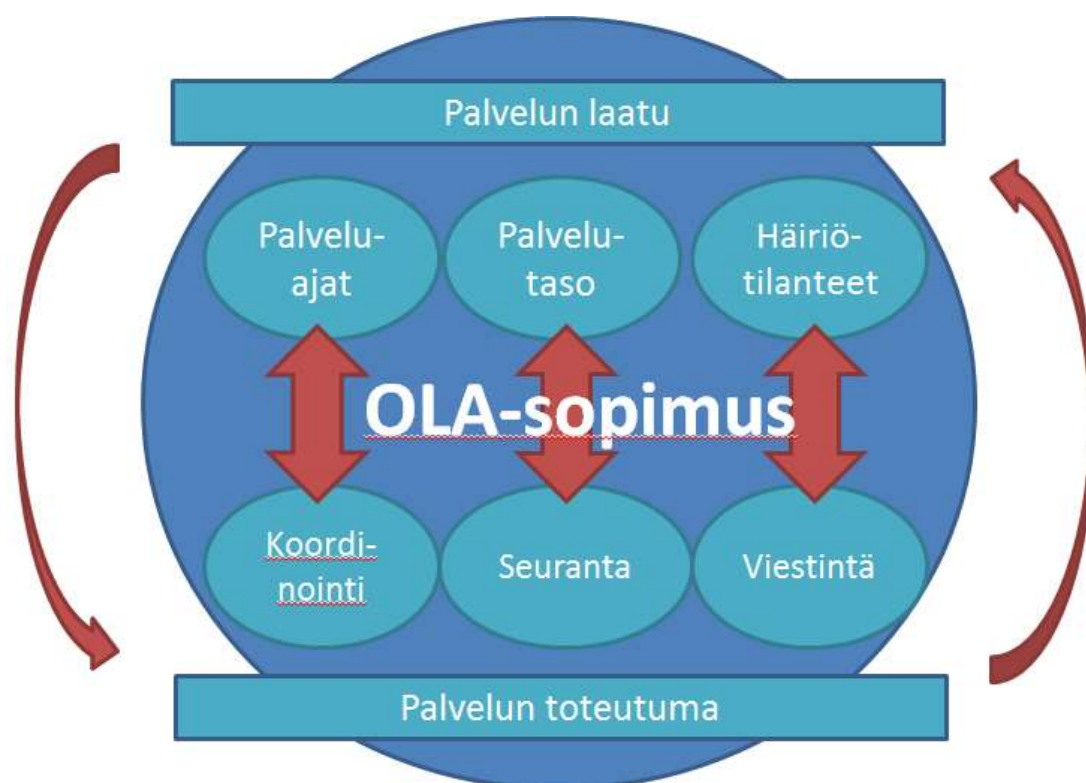 Palvelun laatu
Palvelu-
ajat
Palvelu-
taso
Häiriö-
tilanteet
OLA-sopimus
Koordi-
nointi
Seuranta
Viestintä
Palvelun toteutuma